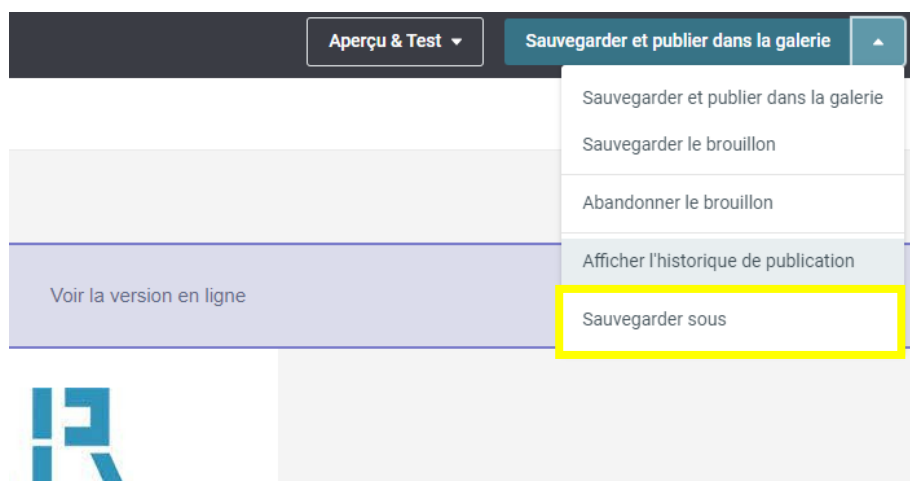 Aperçu & Test
Sauvegarder et publier dans la galerie
Sauvegarder et publier dans la galerie
Sauvegarder le brouillon
Abandonner le brouillon
Afficher l'historique de publication
Voir la version en ligne
Sauvegarder sous
R